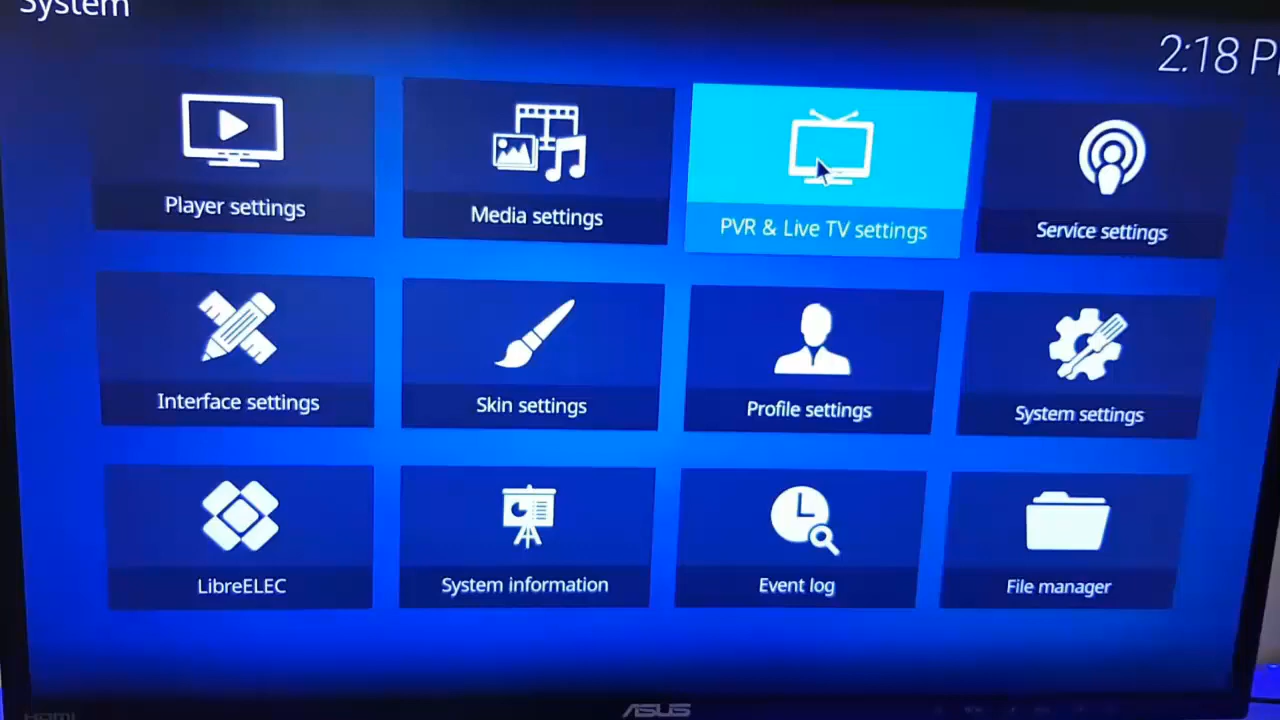 System
2:18 P
Player settings
Media settings
PVR & Live TV settings
Service settings
Interface settings
Skin settings
Profile settings
System settings
LibreELEC
System information
Event log
File manager
HDMI
ASUS